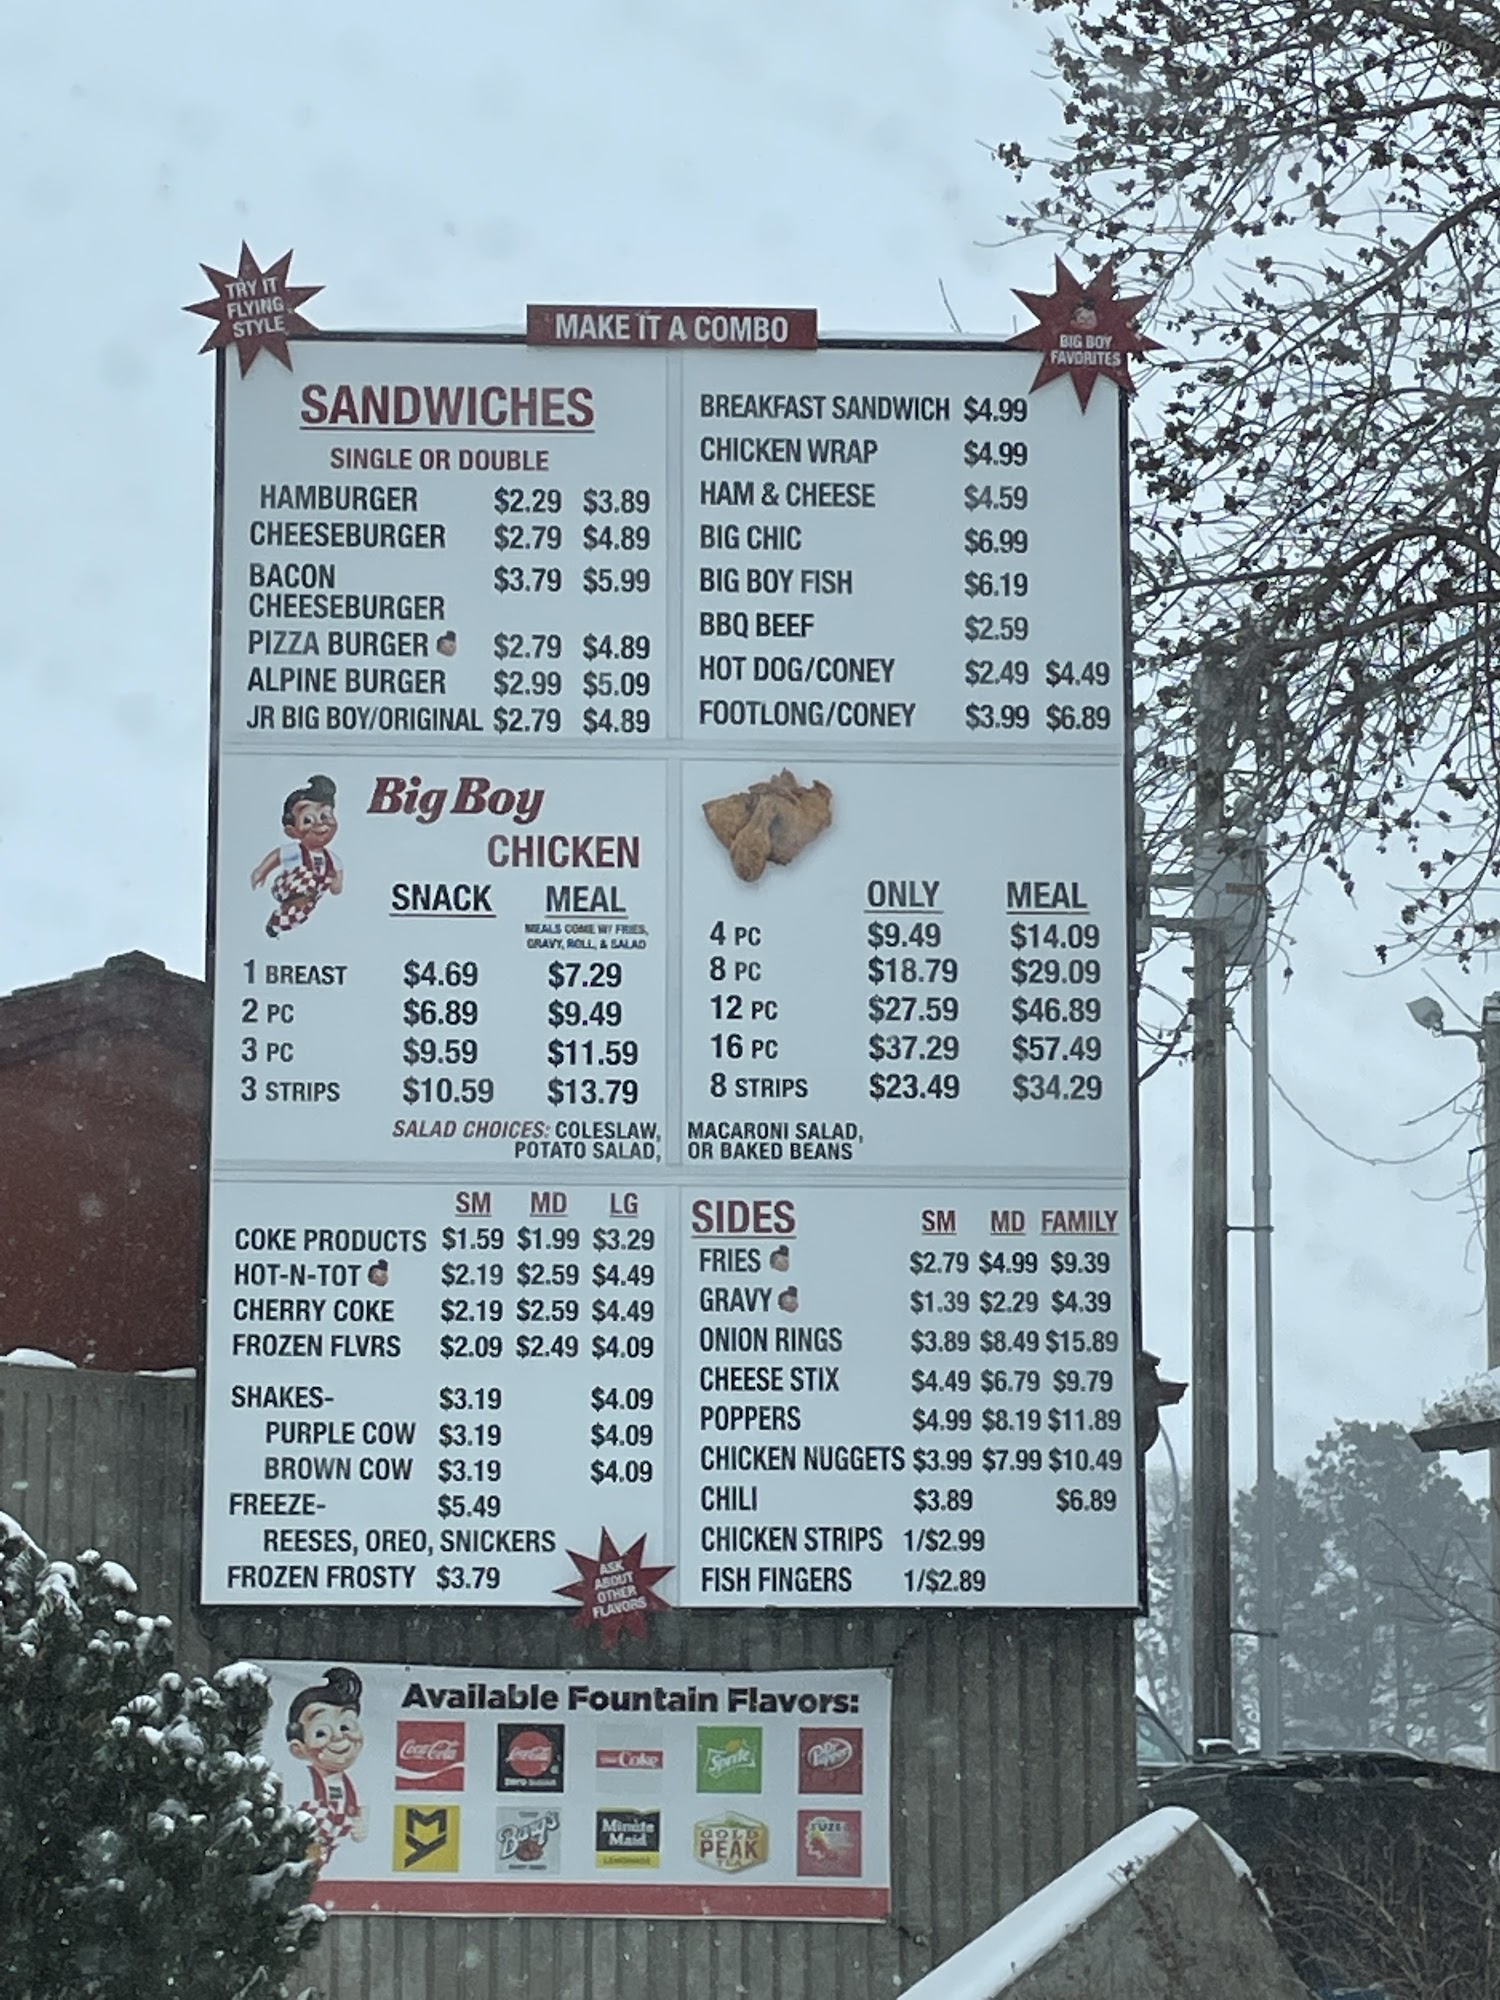 TRY IT
FLYING
STYLE
MAKE IT A COMBO
BIG BOY
FAVORITES
SANDWICHES
SINGLE OR DOUBLE
HAMBURGER $2.29 $3.89
CHEESEBURGER $2.79 $4.89
BACON $3.79 $5.99
CHEESEBURGER
PIZZA BURGER $2.79 $4.89
ALPINE BURGER $2.99 $5.09
JR BIG BOY/ORIGINAL $2.79 $4.89
BREAKFAST SANDWICH $4.99
CHICKEN WRAP $4.99
HAM & CHEESE $4.59
BIG CHIC $6.99
BIG BOY FISH $6.19
BBQ BEEF $2.59
HOT DOG/CONEY $2.49 $4.49
FOOTLONG/CONEY $3.99 $6.89
Big Boy
CHICKEN
SNACK MEAL
MEALS COME W/ FRIES,
GRAVY, ROLL, & SALAD
1 BREAST $4.69 $7.29
2 PC $6.89 $9.49
3 PC $9.59 $11.59
3 STRIPS $10.59 $13.79
ONLY MEAL
4 PC $9.49 $14.09
8 PC $18.79 $29.09
12 PC $27.59 $46.89
16 PC $37.29 $57.49
8 STRIPS $23.49 $34.29
SALAD CHOICES: COLESLAW, MACARONI SALAD,
POTATO SALAD, OR BAKED BEANS
SM MD LG
COKE PRODUCTS $1.59 $1.99 $3.29
HOT-N-TOT $2.19 $2.59 $4.49
CHERRY COKE $2.19 $2.59 $4.49
FROZEN FLVRS $2.09 $2.49 $4.09
SHAKES- $3.19 $4.09
PURPLE COW $3.19 $4.09
BROWN COW $3.19 $4.09
FREEZE- $5.49
REESES, OREO, SNICKERS
FROZEN FROSTY $3.79
ASK
ABOUT
OTHER
FLAVORS
SIDES SM MD FAMILY
FRIES $2.79 $4.99 $9.39
GRAVY $1.39 $2.29 $4.39
ONION RINGS $3.89 $8.49 $15.89
CHEESE STIX $4.49 $6.79 $9.79
POPPERS $4.99 $8.19 $11.89
CHICKEN NUGGETS $3.99 $7.99 $10.49
CHILI $3.89 $6.89
CHICKEN STRIPS 1/$2.99
FISH FINGERS 1/$2.89
Available Fountain Flavors:
Coca-Cola Coca-Cola Coke Sprite Dr Pepper
ZERO SUGAR
Barq's Minute Maid GOLD PEAK TEA FUZE
LEMONADE